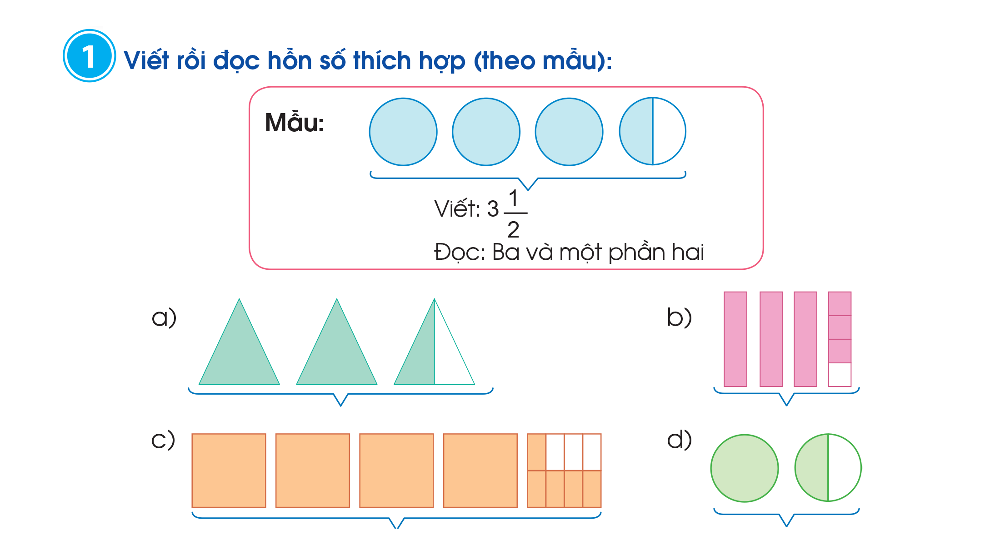 1 Viết rồi đọc hỗn số thích hợp (theo mẫu):
Mẫu:
Viết: 3 1/2
Đọc: Ba và một phần hai
a)
b)
c)
d)